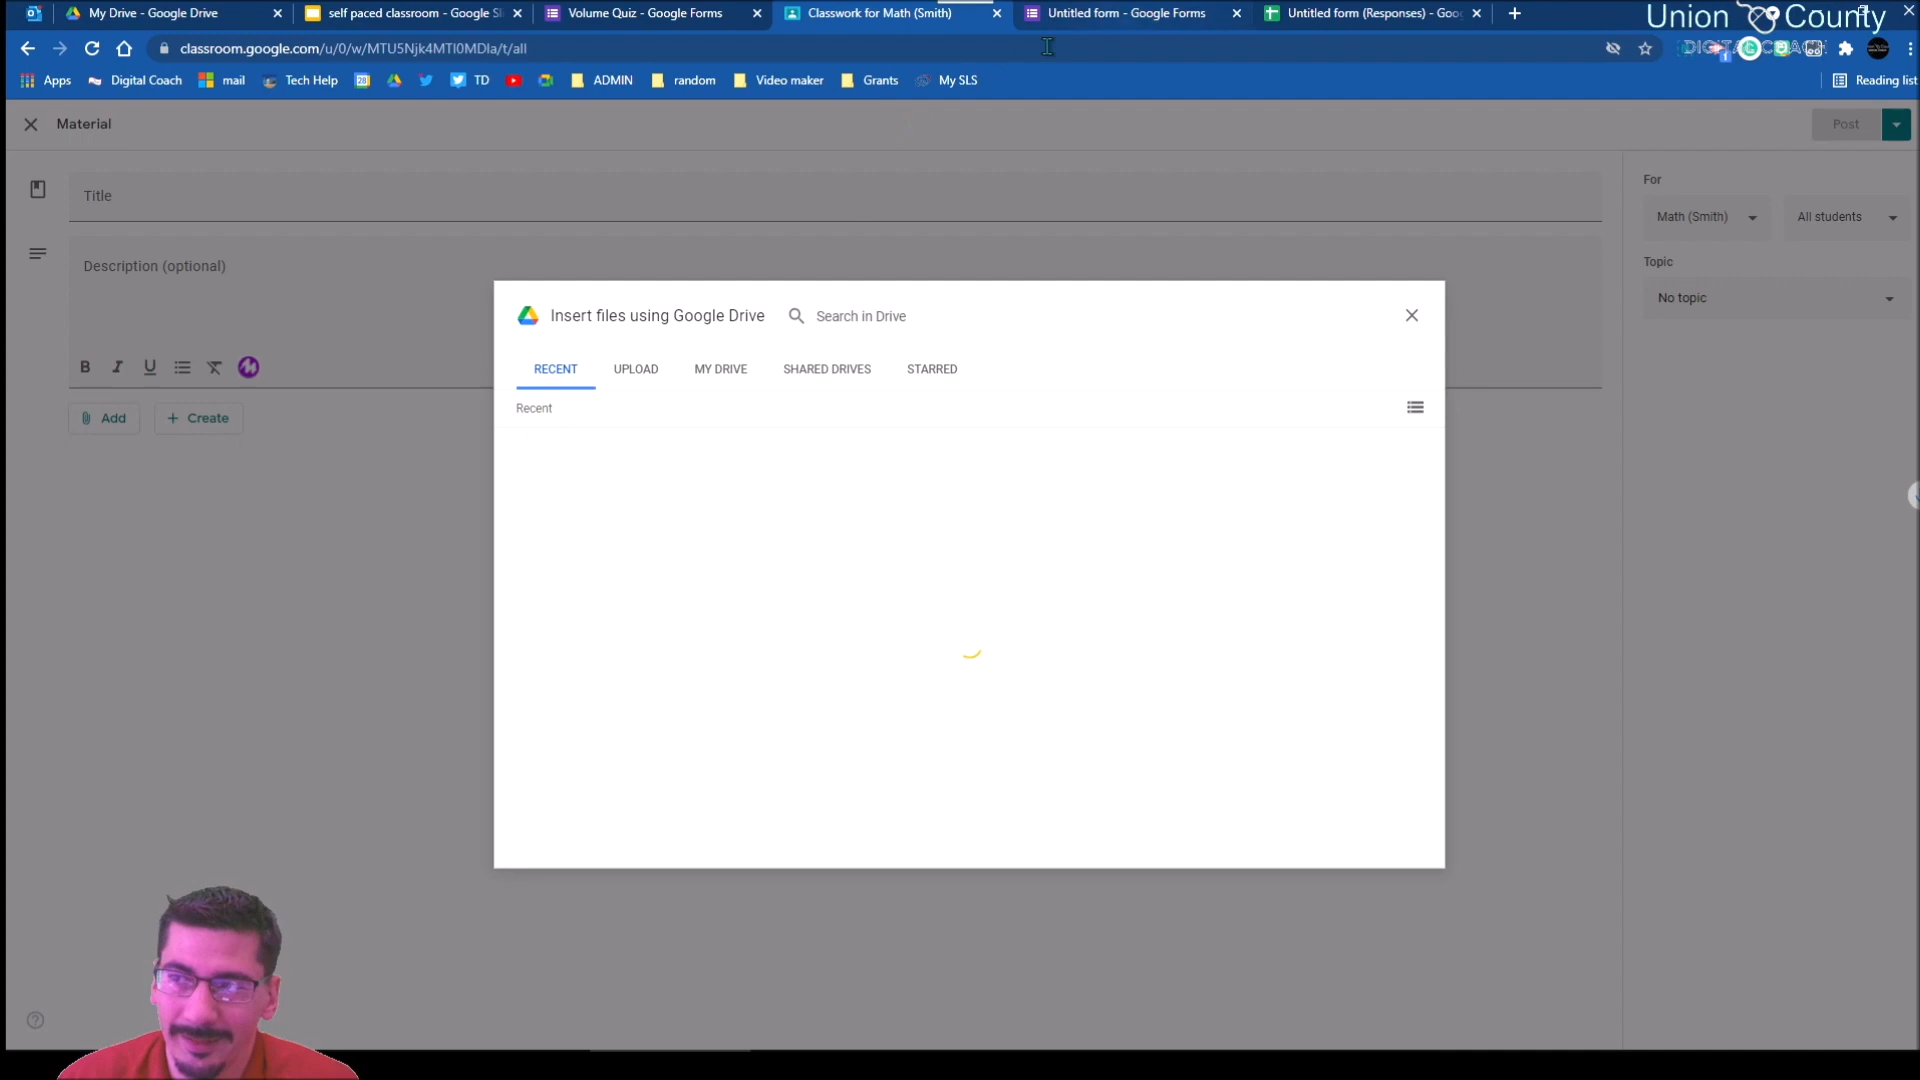 My Drive - Google Drive
self paced classroom - Google Sl
Volume Quiz - Google Forms
Classwork for Math (Smith)
Untitled form - Google Forms
Untitled form (Responses) - Goog
Union County
DIGITAL COACH
classroom.google.com/u/0/w/MTU5Njk4MTI0MDIa/t/all
Apps
Digital Coach
mail
Tech Help
TD
ADMIN
random
Video maker
Grants
My SLS
Reading list
Material
Post
Title
For
Math (Smith)
All students
Description (optional)
Topic
No topic
Insert files using Google Drive
Search in Drive
RECENT
UPLOAD
MY DRIVE
SHARED DRIVES
STARRED
Recent
B I U
Add
Create